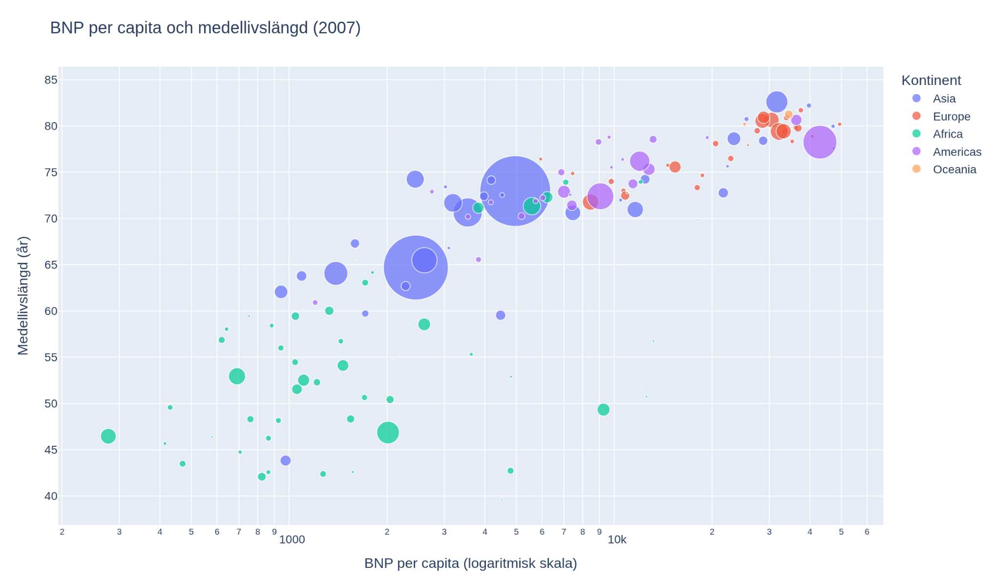 BNP per capita och medellivslängd (2007)
Kontinent
Asia
Europe
Africa
Americas
Oceania
Medellivslängd (år)
85
80
75
70
65
60
55
50
45
40
2 3 4 5 6 7 8 9 2 3 4 5 6 7 8 9 2 3 4 5 6
1000 10k
BNP per capita (logaritmisk skala)